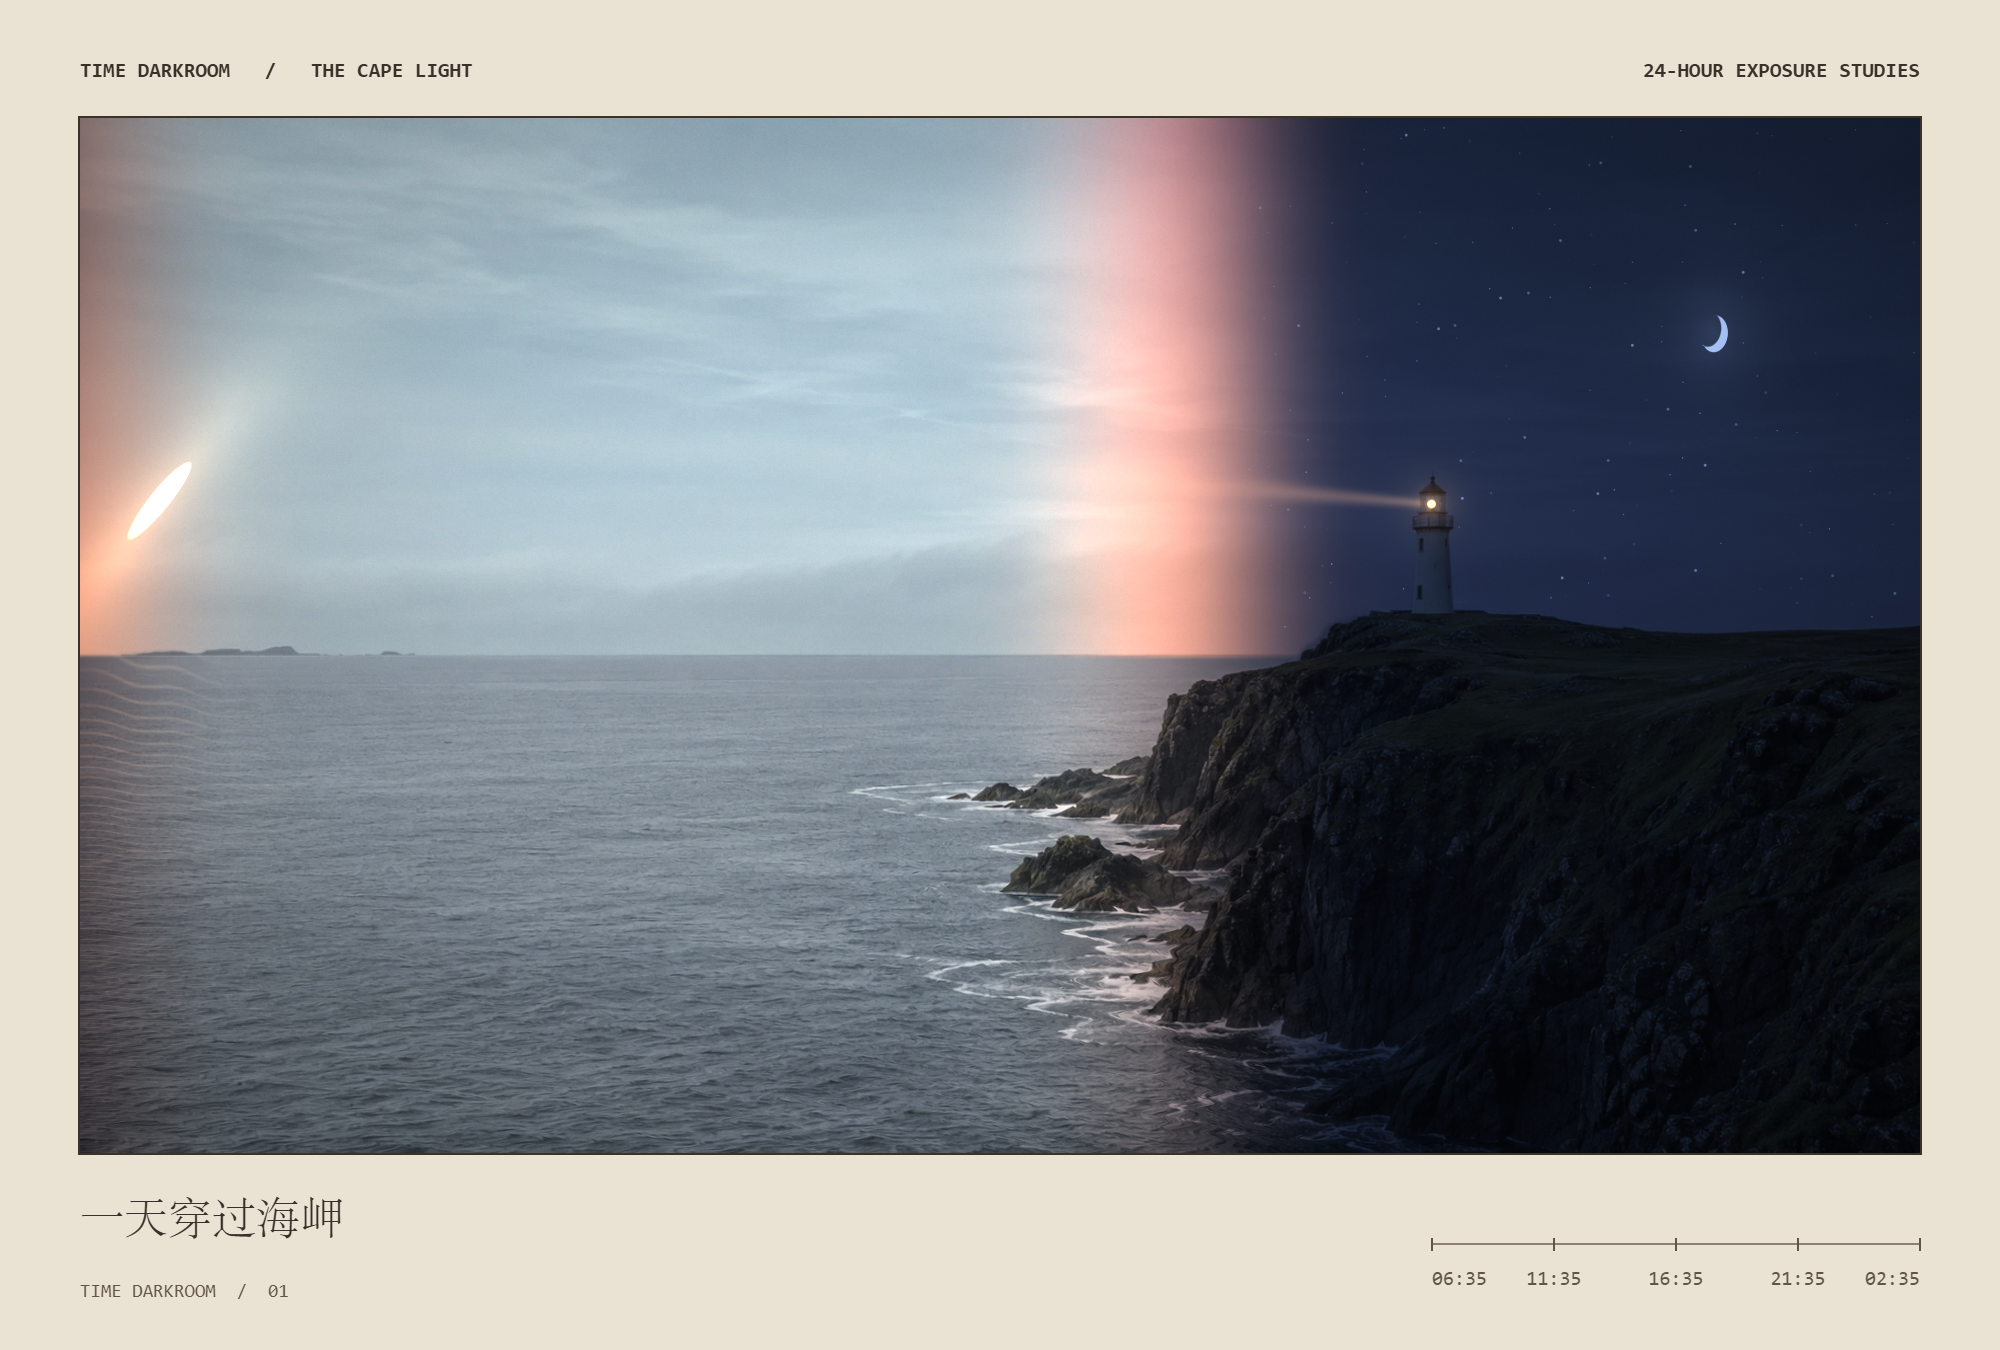 TIME DARKROOM / THE CAPE LIGHT
24-HOUR EXPOSURE STUDIES
一天穿过海岬
TIME DARKROOM / 01
06:35 11:35 16:35 21:35 02:35